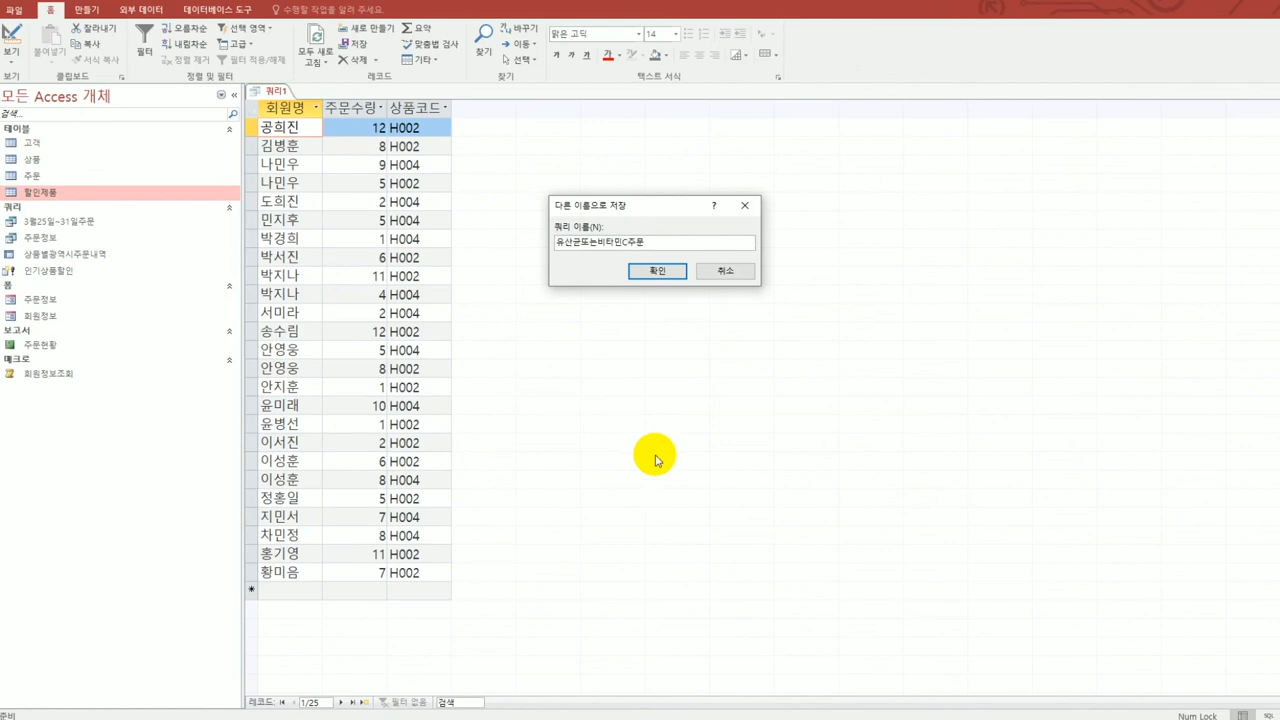 파일 홈 만들기 외부 데이터 데이터베이스 도구 수행할 작업을 알려 주세요.
보기
보기
붙여넣기
잘라내기
복사
서식 복사
클립보드
필터
오름차순
내림차순
정렬 제거
선택 영역
고급
필터 적용/해제
정렬 및 필터
모두 새로 고침
새로 만들기
저장
삭제
요약
맞춤법 검사
기타
레코드
찾기
바꾸기
이동
선택
찾기
맑은 고딕 14
가 가 가 가
텍스트 서식
모든 Access 개체
검색...
테이블
고객
상품
주문
할인제품
쿼리
3월25일~31일주문
주문정보
상품별광역시주문내역
인기상품할인
폼
주문정보
회원정보
보고서
주문현황
매크로
회원정보조회
쿼리1
회원명 주문수량 상품코드
공희진 12 H002
김병훈 8 H002
나민우 9 H004
나민우 5 H002
도희진 2 H004
민지후 5 H004
박경희 1 H004
박서진 6 H002
박지나 11 H002
박지나 4 H004
서미라 2 H004
송수림 12 H002
안영웅 5 H004
안영웅 8 H002
안지훈 1 H002
윤미래 10 H004
윤병선 1 H002
이서진 2 H002
이성훈 6 H002
이성훈 8 H004
정홍일 5 H002
지민서 7 H004
차민정 8 H004
홍기영 11 H002
황미음 7 H002
다른 이름으로 저장 ?
쿼리 이름(N):
유산균또는비타민C주문
확인 취소
레코드: 1/25 필터 없음 검색
준비 Num Lock SQL